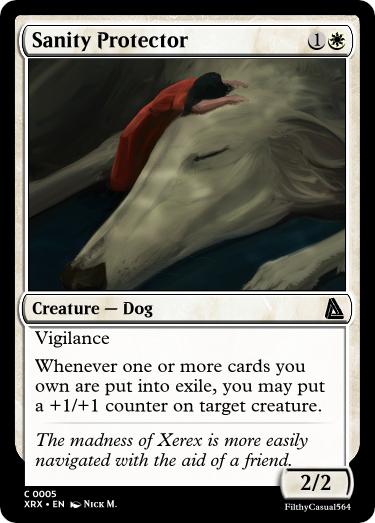 Sanity Protector 1
Creature — Dog
Vigilance
Whenever one or more cards you
own are put into exile, you may put
a +1/+1 counter on target creature.
The madness of Xerex is more easily
navigated with the aid of a friend.
2/2
C 0005
XRX • EN Nick M.
FilthyCasual564